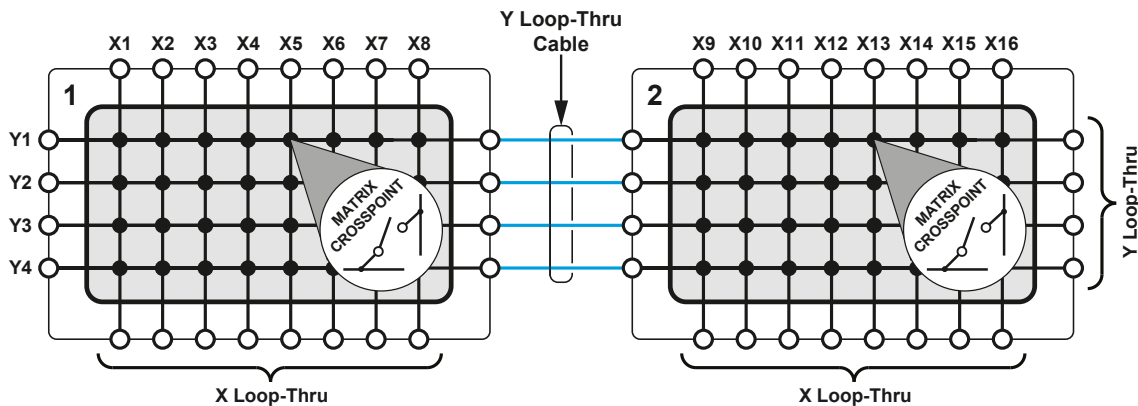 Y Loop-Thru
Cable
X1 X2 X3 X4 X5 X6 X7 X8
X9 X10 X11 X12 X13 X14 X15 X16
1
2
Y1
Y2
Y3
Y4
MATRIX
CROSSPOINT
MATRIX
CROSSPOINT
Y Loop-Thru
X Loop-Thru
X Loop-Thru